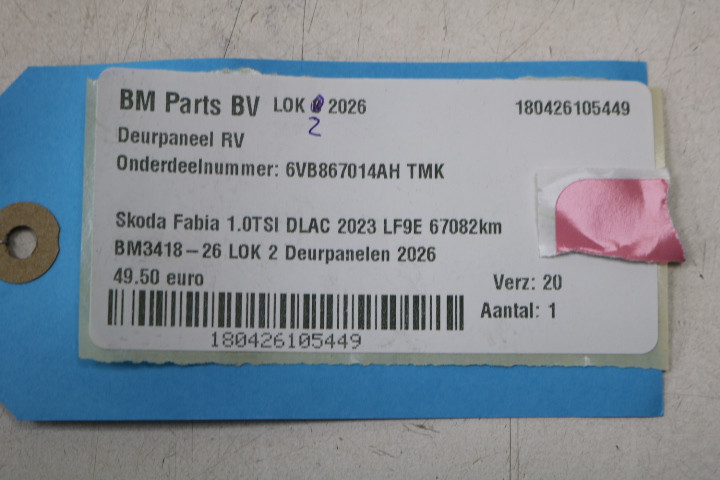 BM Parts BV LOK 2026 180426105449
2
Deurpaneel RV
Onderdeelnummer: 6VB867014AH TMK
Skoda Fabia 1.0TSI DLAC 2023 LF9E 67082km
BM3418-26 LOK 2 Deurpanelen 2026
49.50 euro Verz: 20
Aantal: 1
180426105449